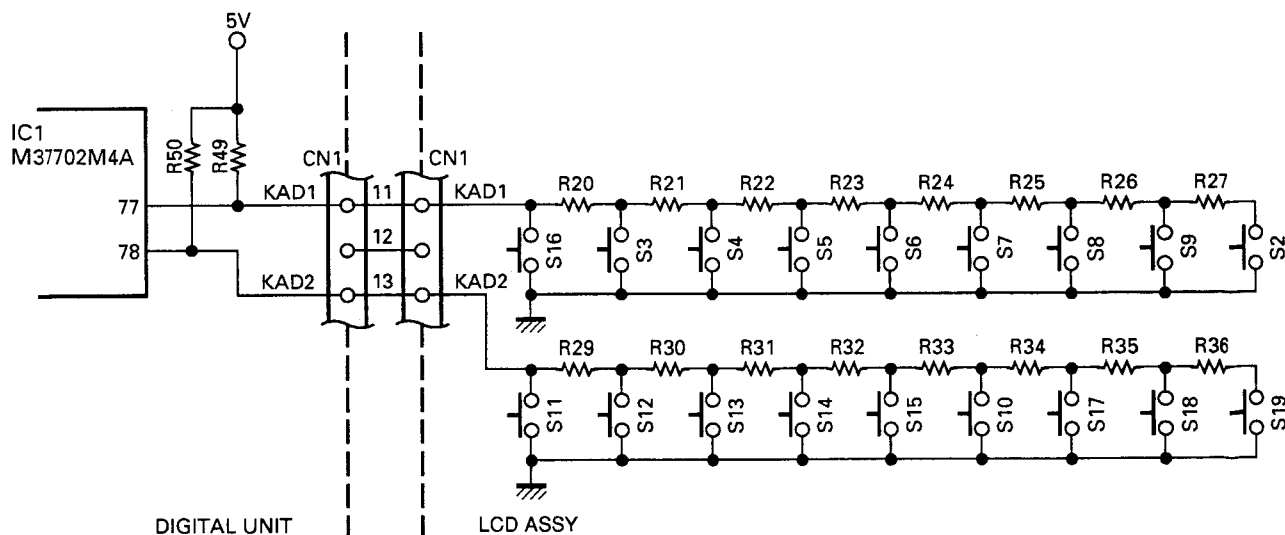 5V
IC1
M37702M4A
R50
R49
CN1
CN1
77
KAD1
11
KAD1
R20
R21
R22
R23
R24
R25
R26
R27
78
12
S16
S3
S4
S5
S6
S7
S8
S9
S2
KAD2
13
KAD2
R29
R30
R31
R32
R33
R34
R35
R36
S11
S12
S13
S14
S15
S10
S17
S18
S19
DIGITAL UNIT
LCD ASSY